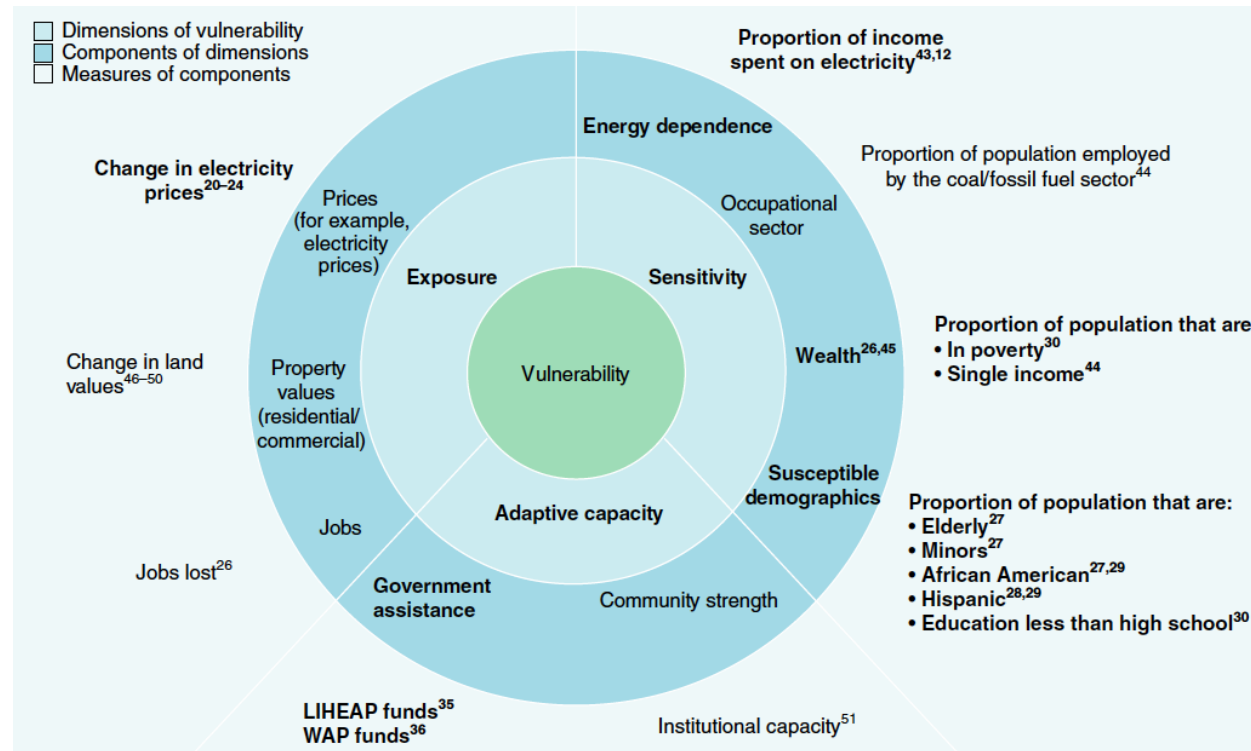 Dimensions of vulnerability
Components of dimensions
Measures of components
Proportion of income
spent on electricity43,12
Energy dependence
Change in electricity
prices20–24
Proportion of population employed
by the coal/fossil fuel sector44
Prices
(for example,
electricity
prices)
Occupational
sector
Exposure
Sensitivity
Proportion of population that are
• In poverty30
• Single income44
Wealth26,45
Change in land
values46–50
Property
values
(residential/
commercial)
Vulnerability
Susceptible
demographics
Proportion of population that are:
• Elderly27
• Minors27
• African American27,29
• Hispanic28,29
• Education less than high school30
Adaptive capacity
Jobs
Jobs lost26
Government
assistance
Community strength
LIHEAP funds35
WAP funds36
Institutional capacity51